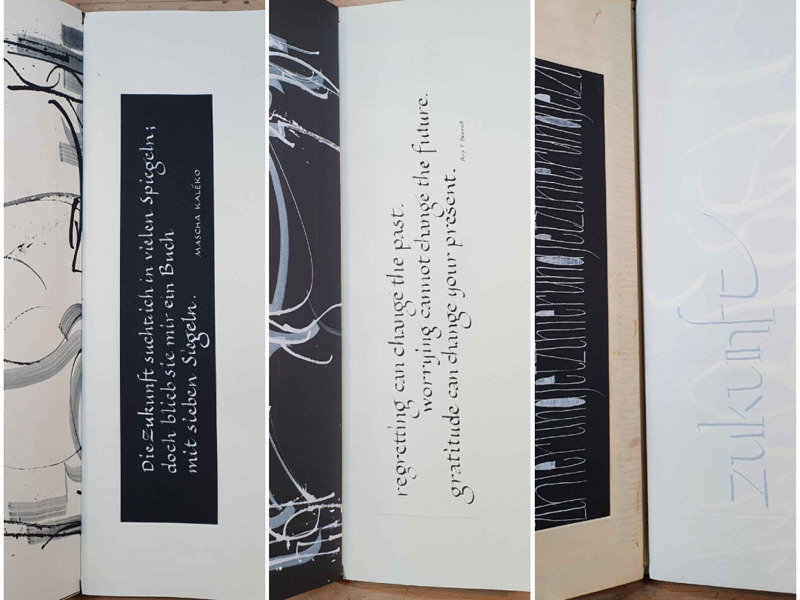 Die Zukunft sucht ich in vielen Spiegeln;
doch blieb sie mir ein Buch
mit sieben Siegeln.
MASCHA KALÉKO
regretting can change the past.
worrying cannot change the future.
gratitude can change your present.
zukunft